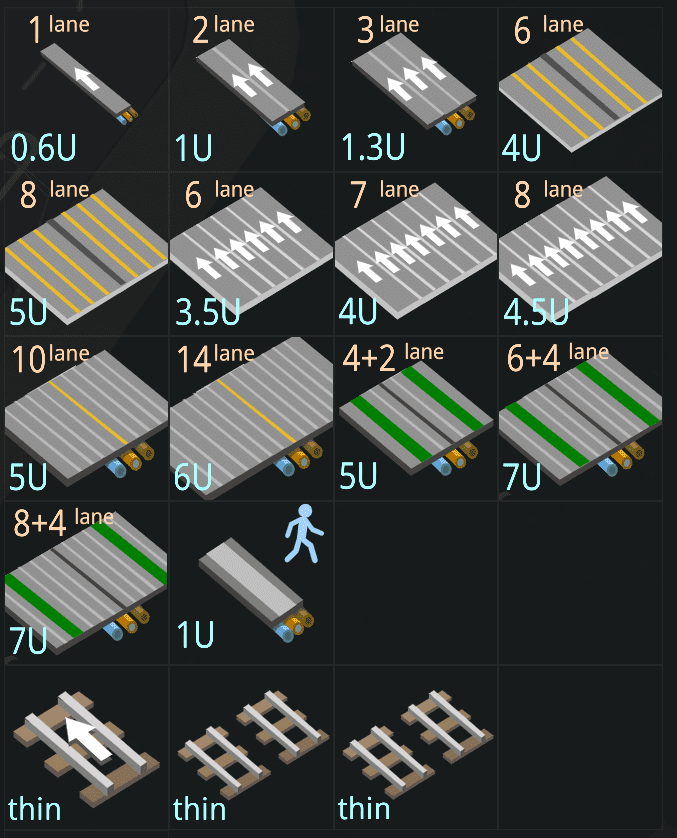 1 lane
0.6U
2 lane
1U
3 lane
1.3U
6 lane
4U
8 lane
5U
6 lane
3.5U
7 lane
4U
8 lane
4.5U
10 lane
5U
14 lane
6U
4+2 lane
5U
6+4 lane
7U
8+4 lane
7U
1U
thin
thin
thin